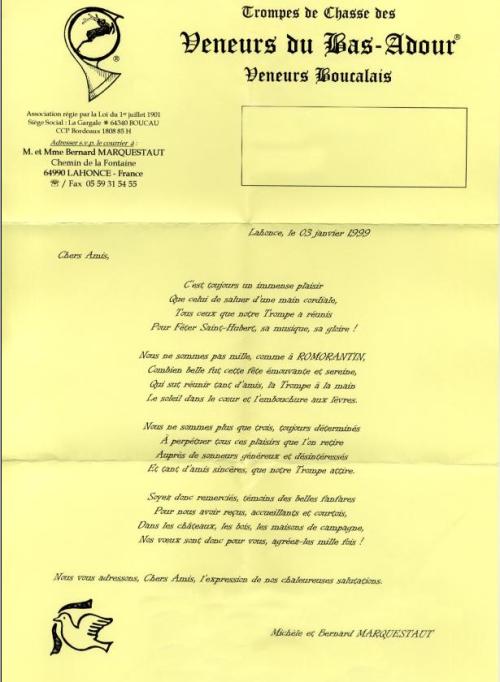 Trompes de Chasse des
Veneurs du Bas-Adour®
Veneurs Boucalais
®
Association régie par la Loi du 1er juillet 1901
Siège Social : La Gargale * 64340 BOUCAU
CCP Bordeaux 1808 85 H
Adresser s.v.p. le courrier à :
M. et Mme Bernard MARQUESTAUT
Chemin de la Fontaine
64990 LAHONCE - France
☏ / Fax 05 59 31 54 55
Lahonce, le 03 janvier 1999
Chers Amis,
C'est toujours un immense plaisir
Que celui de saluer d'une main cordiale,
Tous ceux que notre Trompe a réunis
Pour Fêter Saint-Hubert, sa musique, sa gloire !
Nous ne sommes pas mille, comme à ROMORANTIN,
Combien belle fut cette fête émouvante et sereine,
Qui sut réunir tant d'amis, la Trompe à la main
Le soleil dans le cœur et l'embouchure aux lèvres.
Nous ne sommes plus que trois, toujours déterminés
À perpétuer tous ces plaisirs que l'on retire
Auprès de sonneurs généreux et désintéressés
Et tant d'amis sincères, que notre Trompe attire.
Soyez donc remerciés, témoins des belles fanfares
Pour nous avoir reçus, accueillants et courtois,
Dans les châteaux, les bois, les maisons de campagne,
Nos vœux sont donc pour vous, agréez-les mille fois !
Nous vous adressons, Chers Amis, l'expression de nos chaleureuses salutations.
Michèle et Bernard MARQUESTAUT